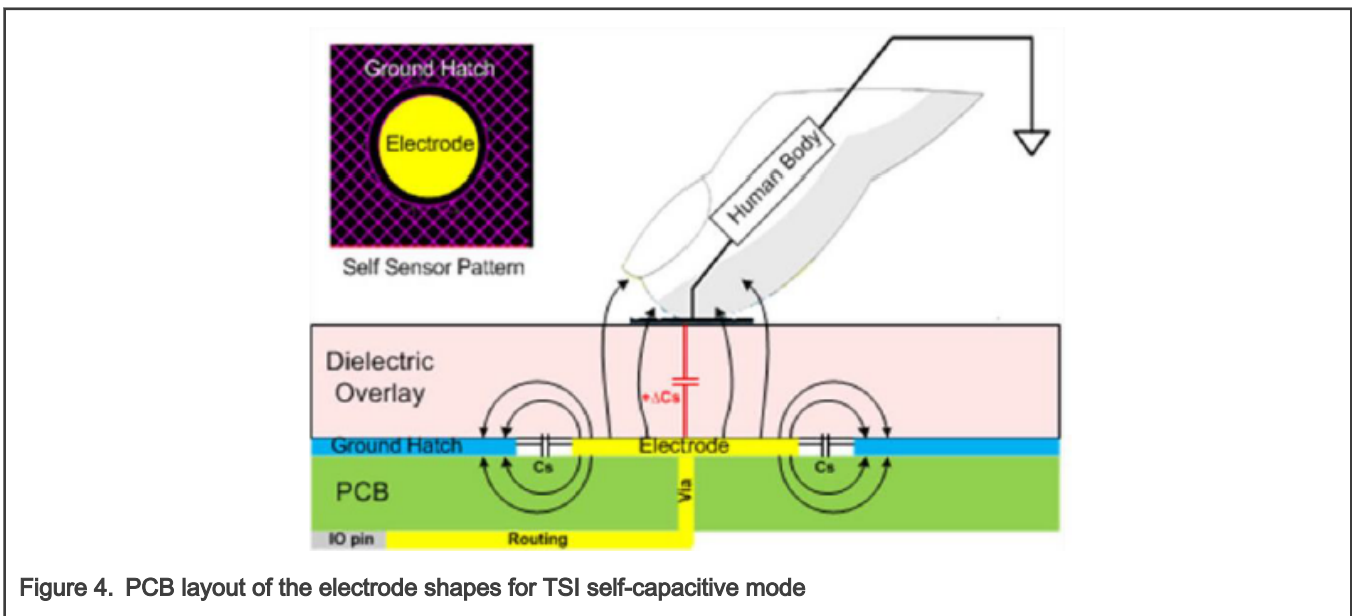 Ground Hatch
Electrode
Self Sensor Pattern
Human Body
Dielectric
Overlay
+ΔCs
Ground Hatch
Electrode
Cs
Cs
PCB
Via
IO pin
Routing
Figure 4. PCB layout of the electrode shapes for TSI self-capacitive mode